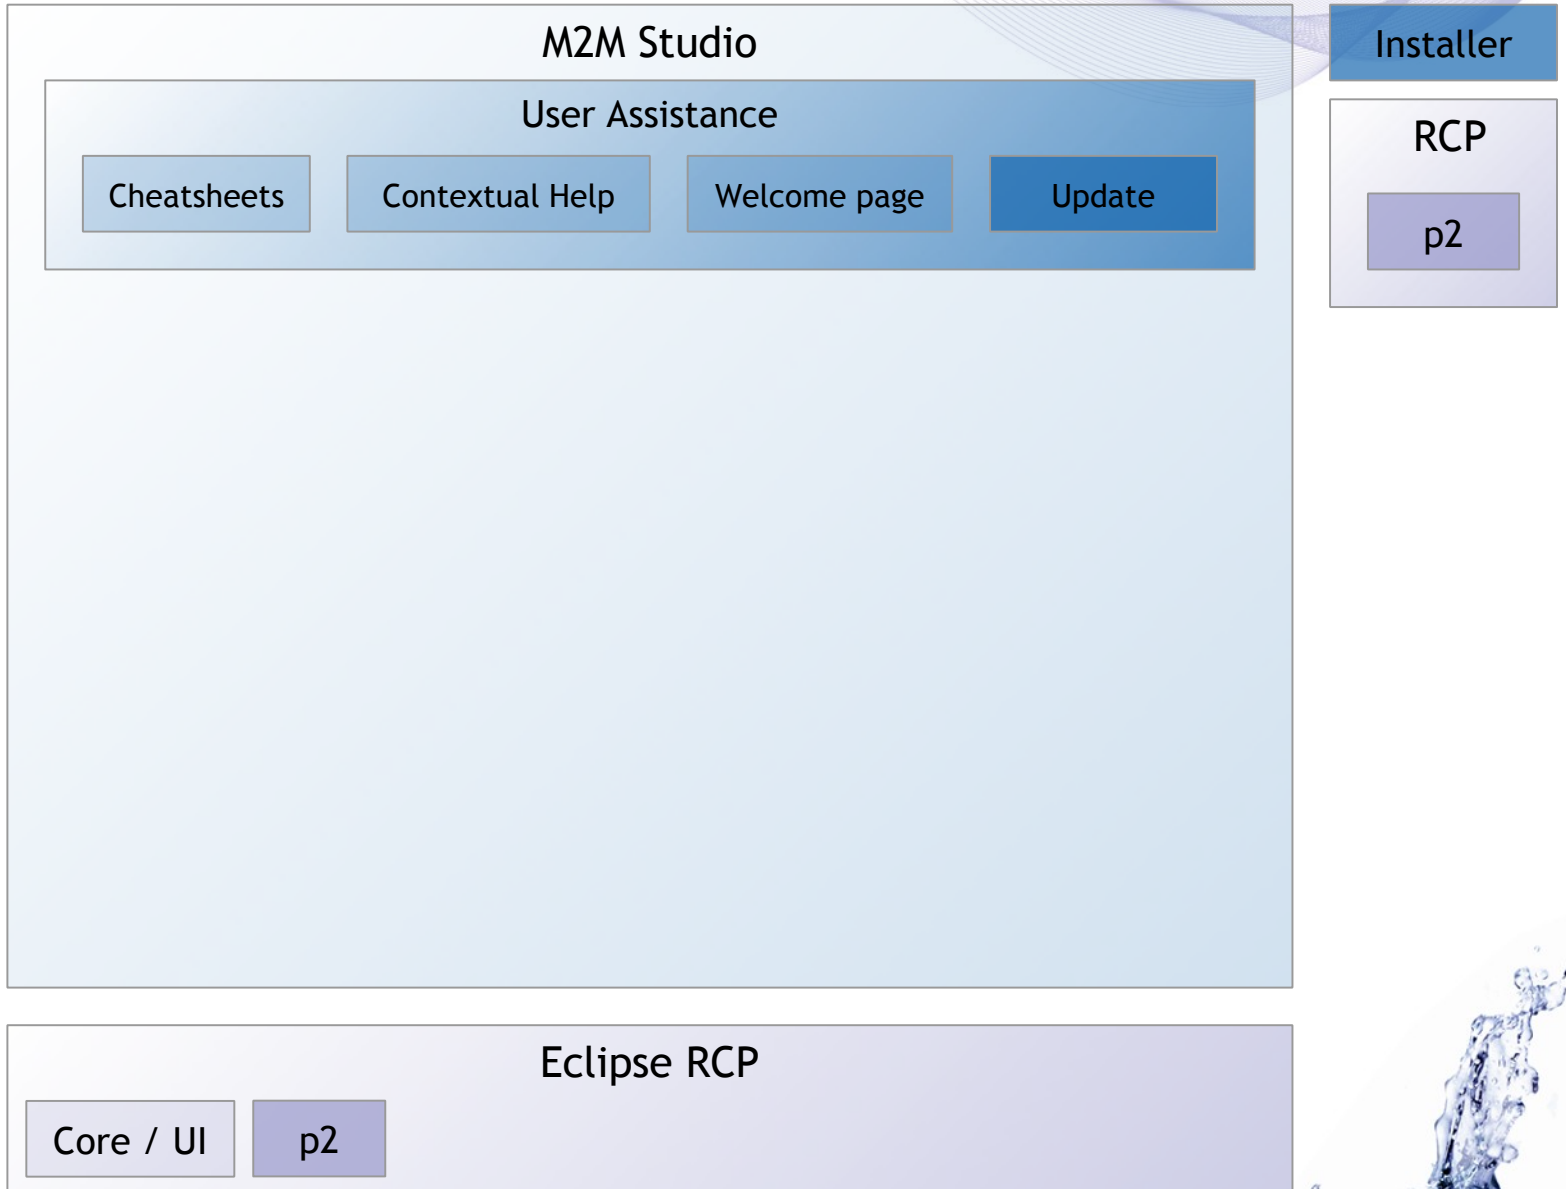 M2M Studio
User Assistance
Cheatsheets
Contextual Help
Welcome page
Update
Installer
RCP
p2
Eclipse RCP
Core / UI
p2